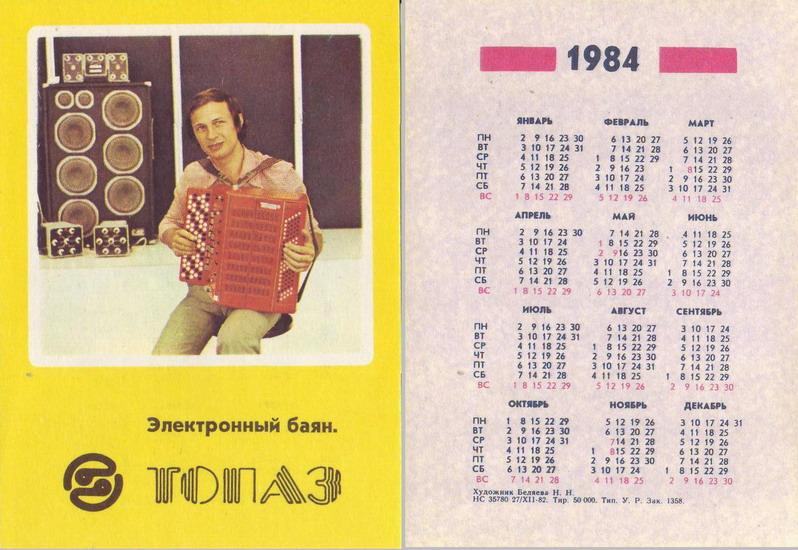 Электронный баян.
ТОПАЗ
1984
ЯНВАРЬ ФЕВРАЛЬ МАРТ
ПН 2 9 16 23 30 6 13 20 27 5 12 19 26
ВТ 3 10 17 24 31 7 14 21 28 6 13 20 27
СР 4 11 18 25 1 8 15 22 29 7 14 21 28
ЧТ 5 12 19 26 2 9 16 23 1 8 15 22 29
ПТ 6 13 20 27 3 10 17 24 2 9 16 23 30
СБ 7 14 21 28 4 11 18 25 3 10 17 24 31
ВС 1 8 15 22 29 5 12 19 26 4 11 18 25
АПРЕЛЬ МАЙ ИЮНЬ
ПН 2 9 16 23 30 7 14 21 28 4 11 18 25
ВТ 3 10 17 24 1 8 15 22 29 5 12 19 26
СР 4 11 18 25 2 9 16 23 30 6 13 20 27
ЧТ 5 12 19 26 3 10 17 24 31 7 14 21 28
ПТ 6 13 20 27 4 11 18 25 1 8 15 22 29
СБ 7 14 21 28 5 12 19 26 2 9 16 23 30
ВС 1 8 15 22 29 6 13 20 27 3 10 17 24
ИЮЛЬ АВГУСТ СЕНТЯБРЬ
ПН 2 9 16 23 30 6 13 20 27 3 10 17 24
ВТ 3 10 17 24 31 7 14 21 28 4 11 18 25
СР 4 11 18 25 1 8 15 22 29 5 12 19 26
ЧТ 5 12 19 26 2 9 16 23 30 6 13 20 27
ПТ 6 13 20 27 3 10 17 24 31 7 14 21 28
СБ 7 14 21 28 4 11 18 25 1 8 15 22 29
ВС 1 8 15 22 29 5 12 19 26 2 9 16 23 30
ОКТЯБРЬ НОЯБРЬ ДЕКАБРЬ
ПН 1 8 15 22 29 5 12 19 26 3 10 17 24 31
ВТ 2 9 16 23 30 6 13 20 27 4 11 18 25
СР 3 10 17 24 31 7 14 21 28 5 12 19 26
ЧТ 4 11 18 25 1 8 15 22 29 6 13 20 27
ПТ 5 12 19 26 2 9 16 23 30 7 14 21 28
СБ 6 13 20 27 3 10 17 24 1 8 15 22 29
ВС 7 14 21 28 4 11 18 25 2 9 16 23 30
Художник Беляева Н. Н.
НС 35780 27/XII-82. Тир. 50 000. Тип. У. Р. Зак. 1358.